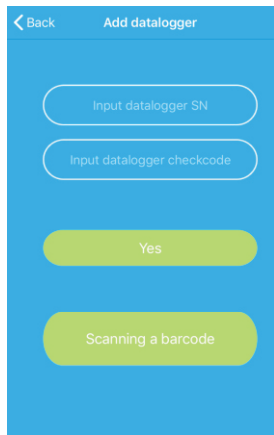 Back Add datalogger
Input datalogger SN
Input datalogger checkcode
Yes
Scanning a barcode